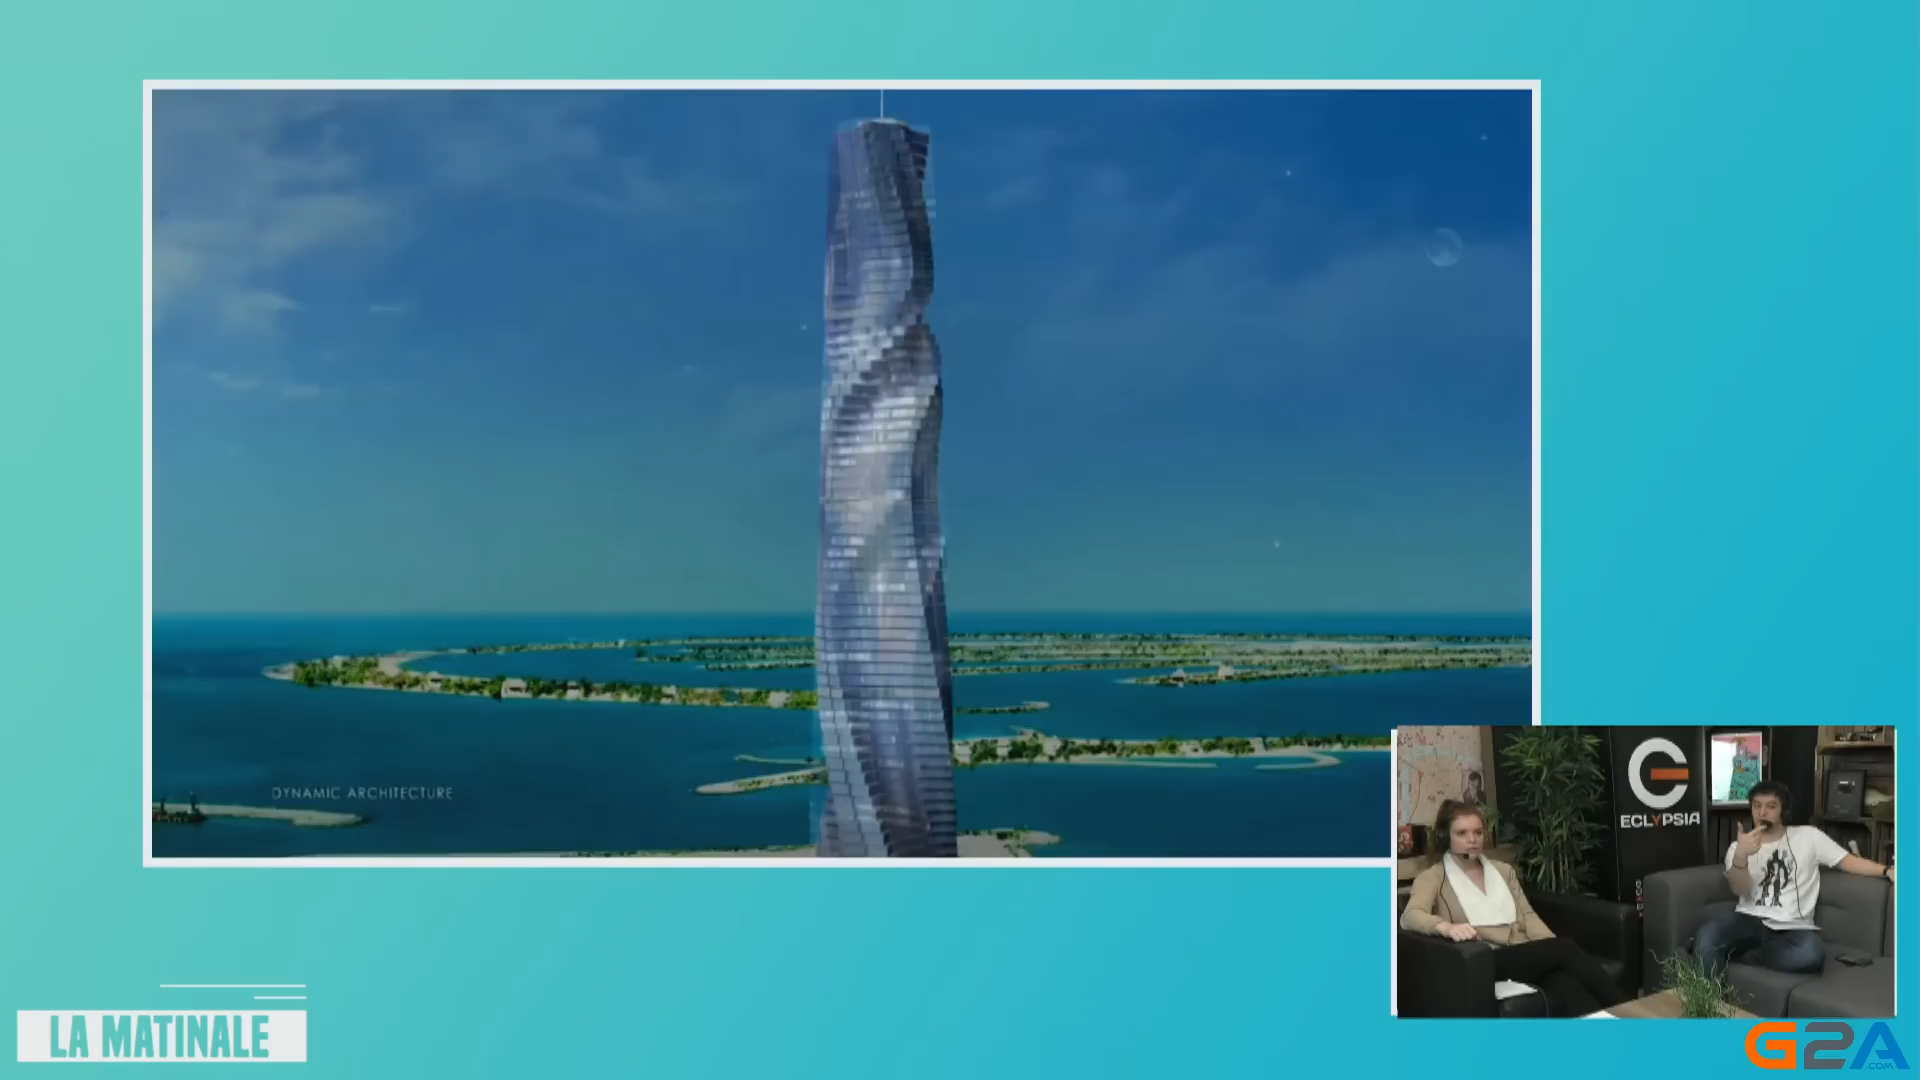 DYNAMIC ARCHITECTURE
ECLYPSIA
LA MATINALE
G2A
.COM